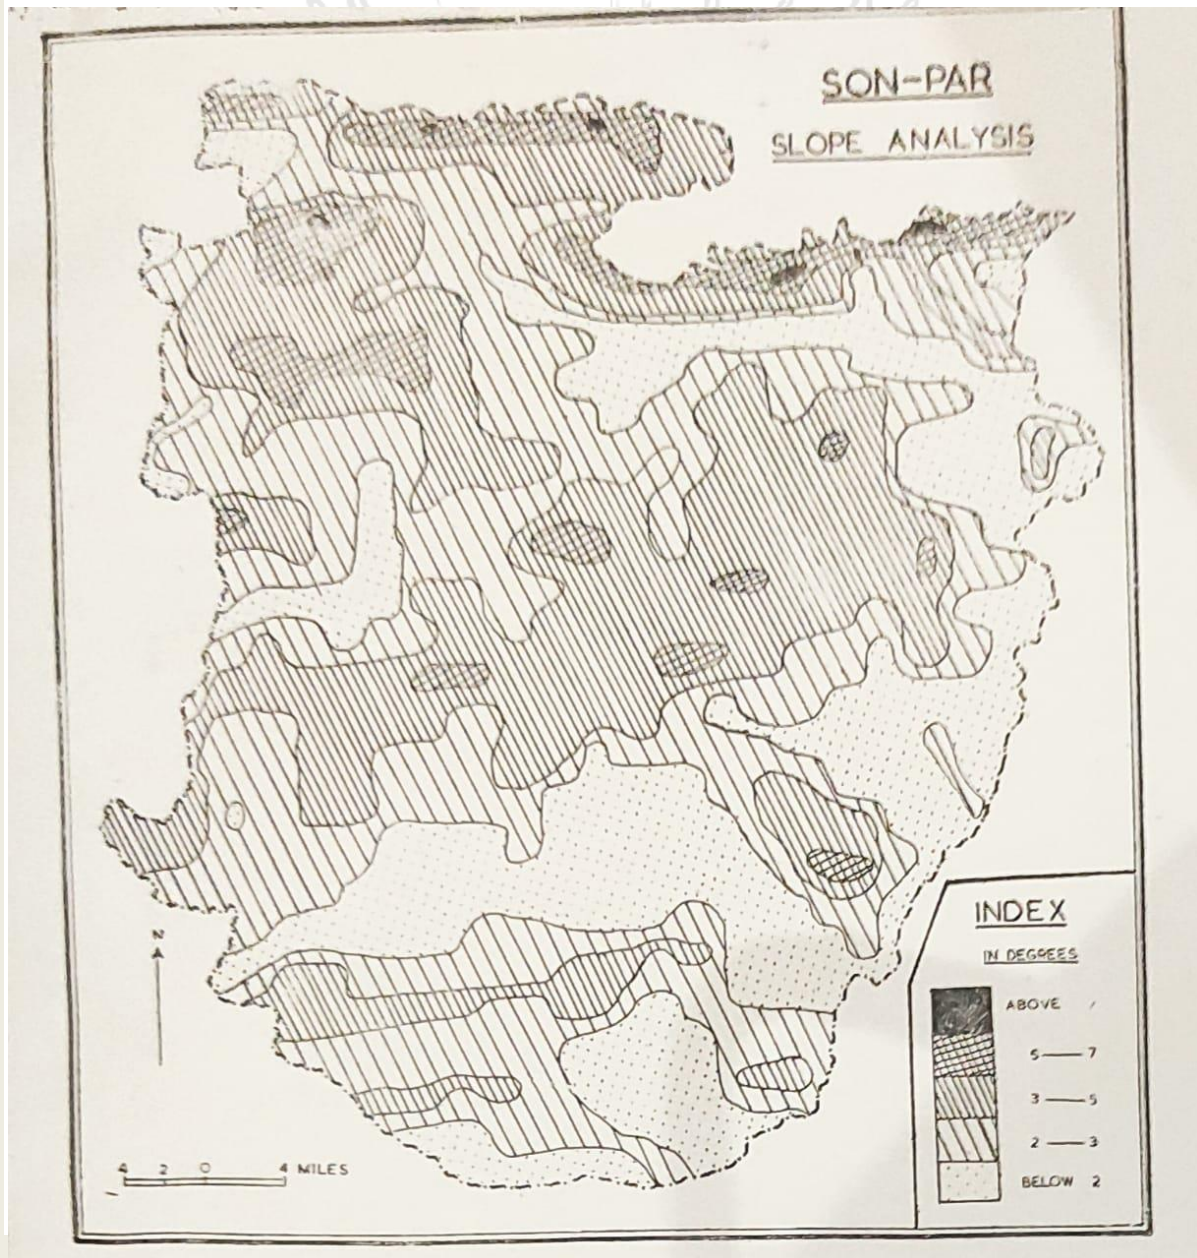 SON-PAR
SLOPE ANALYSIS
N
4 2 0 4 MILES
INDEX
IN DEGREES
ABOVE
5—7
3—5
2—3
BELOW 2